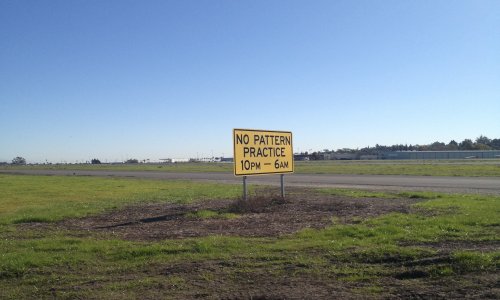 NO PATTERN
PRACTICE
10PM — 6AM